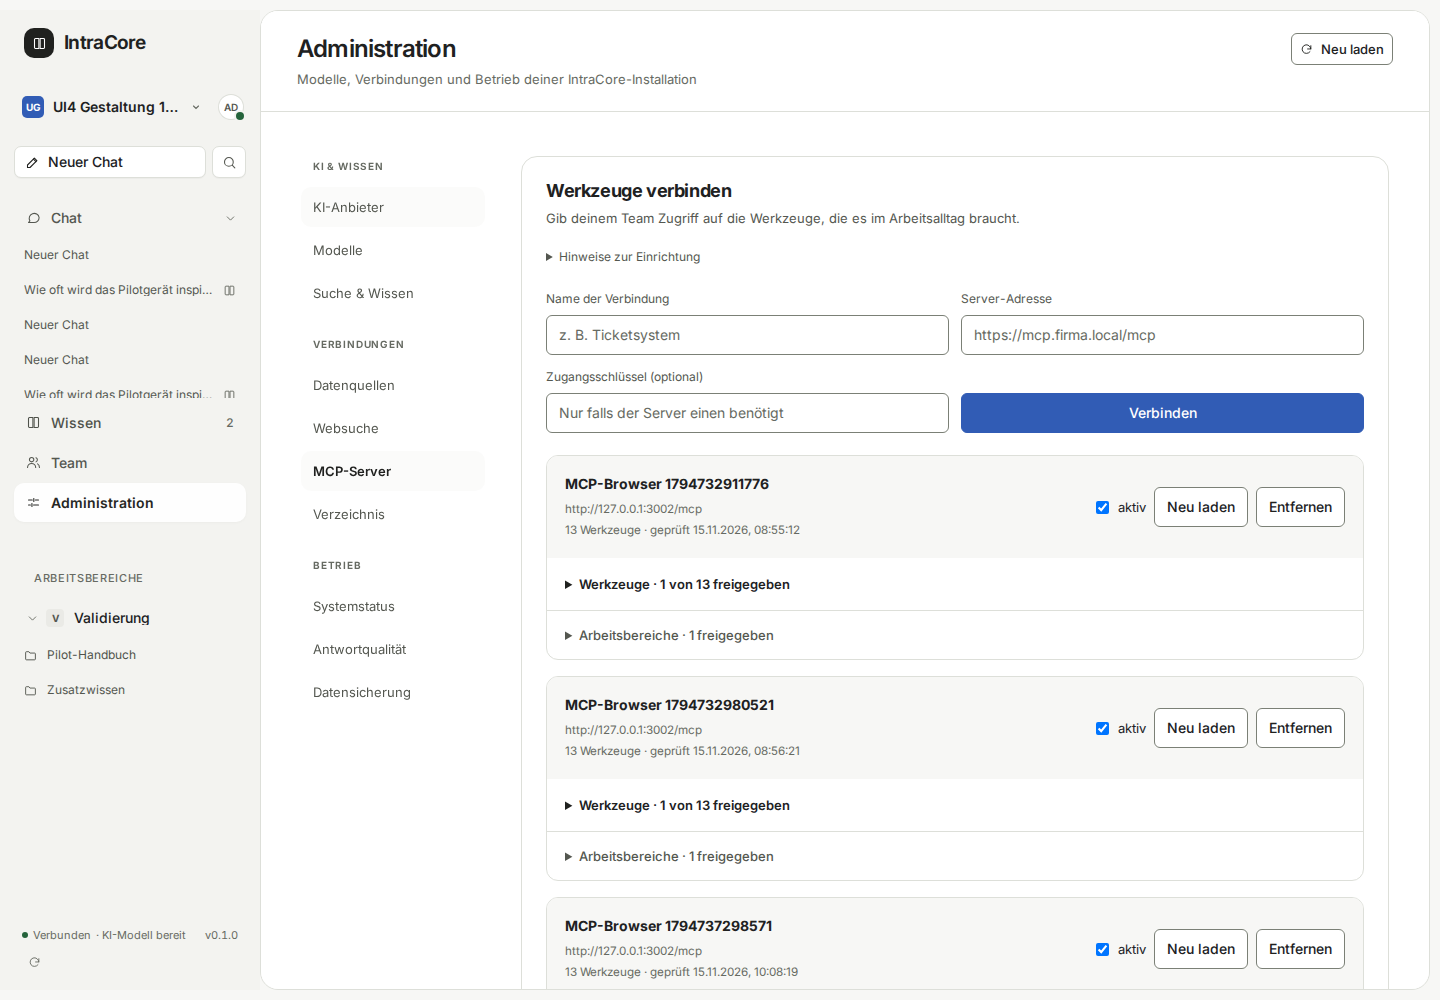 IntraCore
UG UI4 Gestaltung 1... AD
Neuer Chat
Chat
Neuer Chat
Wie oft wird das Pilotgerät inspi...
Neuer Chat
Neuer Chat
Wie oft wird das Pilotgerät inspi...
Wissen 2
Team
Administration
ARBEITSBEREICHE
V Validierung
Pilot-Handbuch
Zusatzwissen
Verbunden · KI-Modell bereit v0.1.0
Administration
Modelle, Verbindungen und Betrieb deiner IntraCore-Installation
Neu laden
KI & WISSEN
KI-Anbieter
Modelle
Suche & Wissen
VERBINDUNGEN
Datenquellen
Websuche
MCP-Server
Verzeichnis
BETRIEB
Systemstatus
Antwortqualität
Datensicherung
Werkzeuge verbinden
Gib deinem Team Zugriff auf die Werkzeuge, die es im Arbeitsalltag braucht.
Hinweise zur Einrichtung
Name der Verbindung Server-Adresse
z. B. Ticketsystem https://mcp.firma.local/mcp
Zugangsschlüssel (optional)
Nur falls der Server einen benötigt Verbinden
MCP-Browser 1794732911776
http://127.0.0.1:3002/mcp
13 Werkzeuge · geprüft 15.11.2026, 08:55:12
aktiv Neu laden Entfernen
Werkzeuge · 1 von 13 freigegeben
Arbeitsbereiche · 1 freigegeben
MCP-Browser 1794732980521
http://127.0.0.1:3002/mcp
13 Werkzeuge · geprüft 15.11.2026, 08:56:21
aktiv Neu laden Entfernen
Werkzeuge · 1 von 13 freigegeben
Arbeitsbereiche · 1 freigegeben
MCP-Browser 1794737298571
http://127.0.0.1:3002/mcp
13 Werkzeuge · geprüft 15.11.2026, 10:08:19
aktiv Neu laden Entfernen